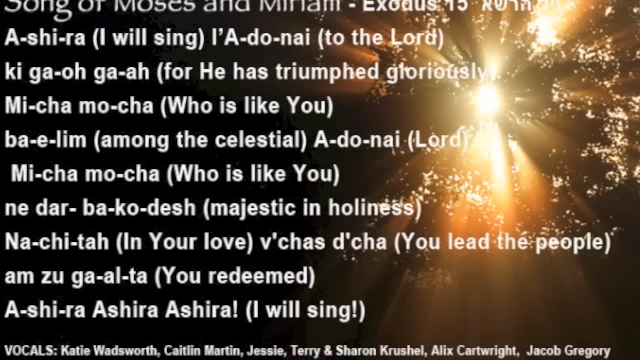 Song of Moses and Miriam - Exodus 15
A-shi-ra (I will sing) l’A-do-nai (to the Lord)
ki ga-oh ga-ah (for He has triumphed gloriously).
Mi-cha mo-cha (Who is like You)
ba-e-lim (among the celestial) A-do-nai (Lord)
Mi-cha mo-cha (Who is like You)
ne dar- ba-ko-desh (majestic in holiness)
Na-chi-tah (In Your love) v'chas d'cha (You lead the people)
am zu ga-al-ta (You redeemed)
A-shi-ra Ashira Ashira! (I will sing!)
VOCALS: Katie Wadsworth, Caitlin Martin, Jessie, Terry & Sharon Krushel, Alix Cartwright, Jacob Gregory